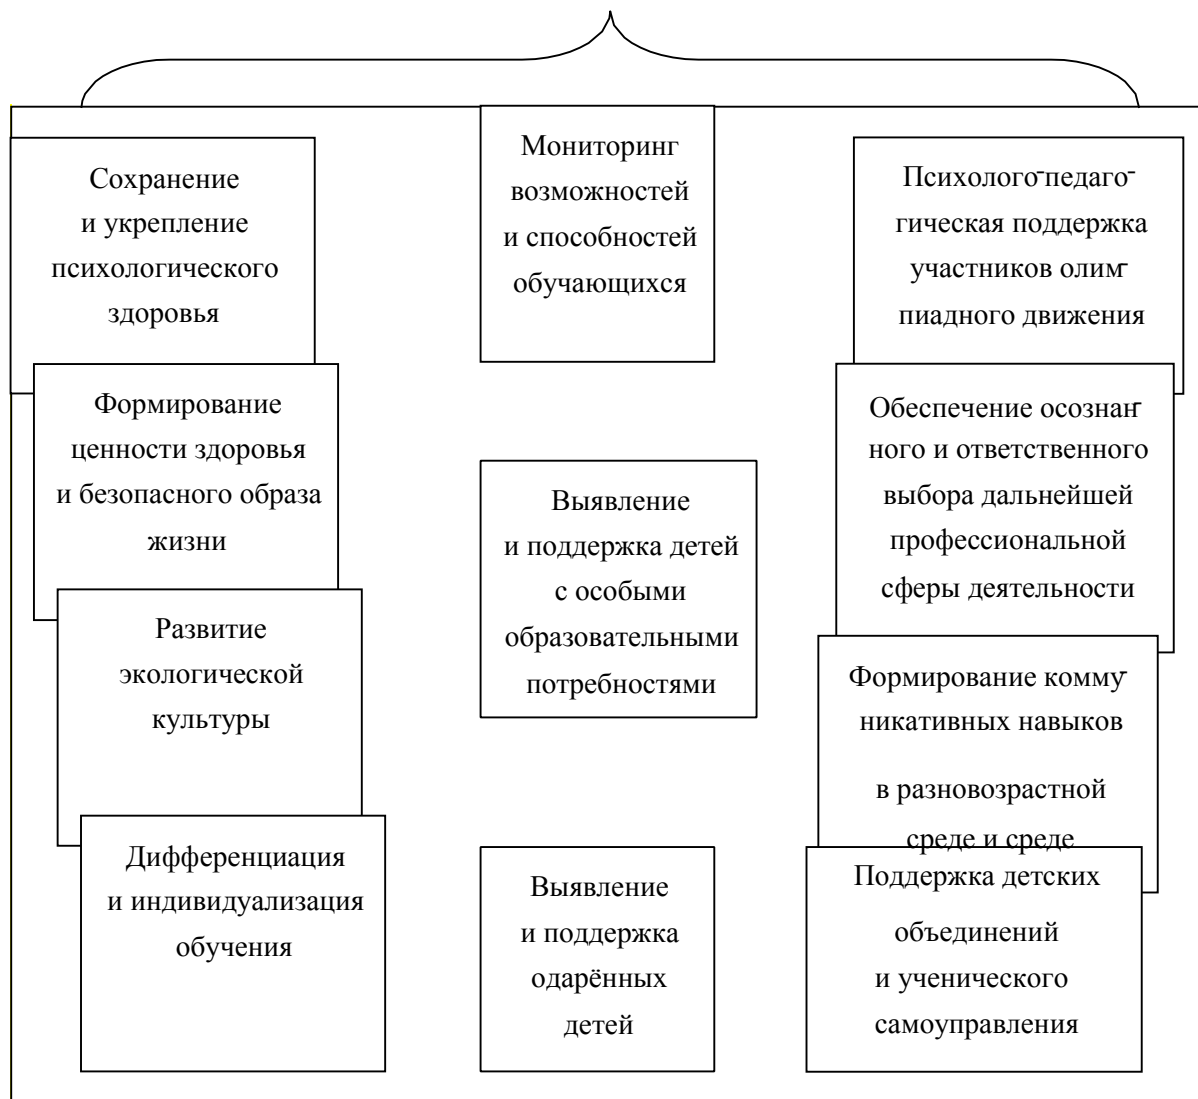 Сохранение
и укрепление
психологического
здоровья
Формирование
ценности здоровья
и безопасного образа
жизни
Развитие
экологической
культуры
Дифференциация
и индивидуализация
обучения
Мониторинг
возможностей
и способностей
обучающихся
Выявление
и поддержка детей
с особыми
образовательными
потребностями
Выявление
и поддержка
одарённых
детей
Психолого-педаго-
гическая поддержка
участников олим-
пиадного движения
Обеспечение осознан-
ного и ответственного
выбора дальнейшей
профессиональной
сферы деятельности
Формирование комму-
никативных навыков
в разновозрастной
среде и среде
Поддержка детских
объединений
и ученического
самоуправления